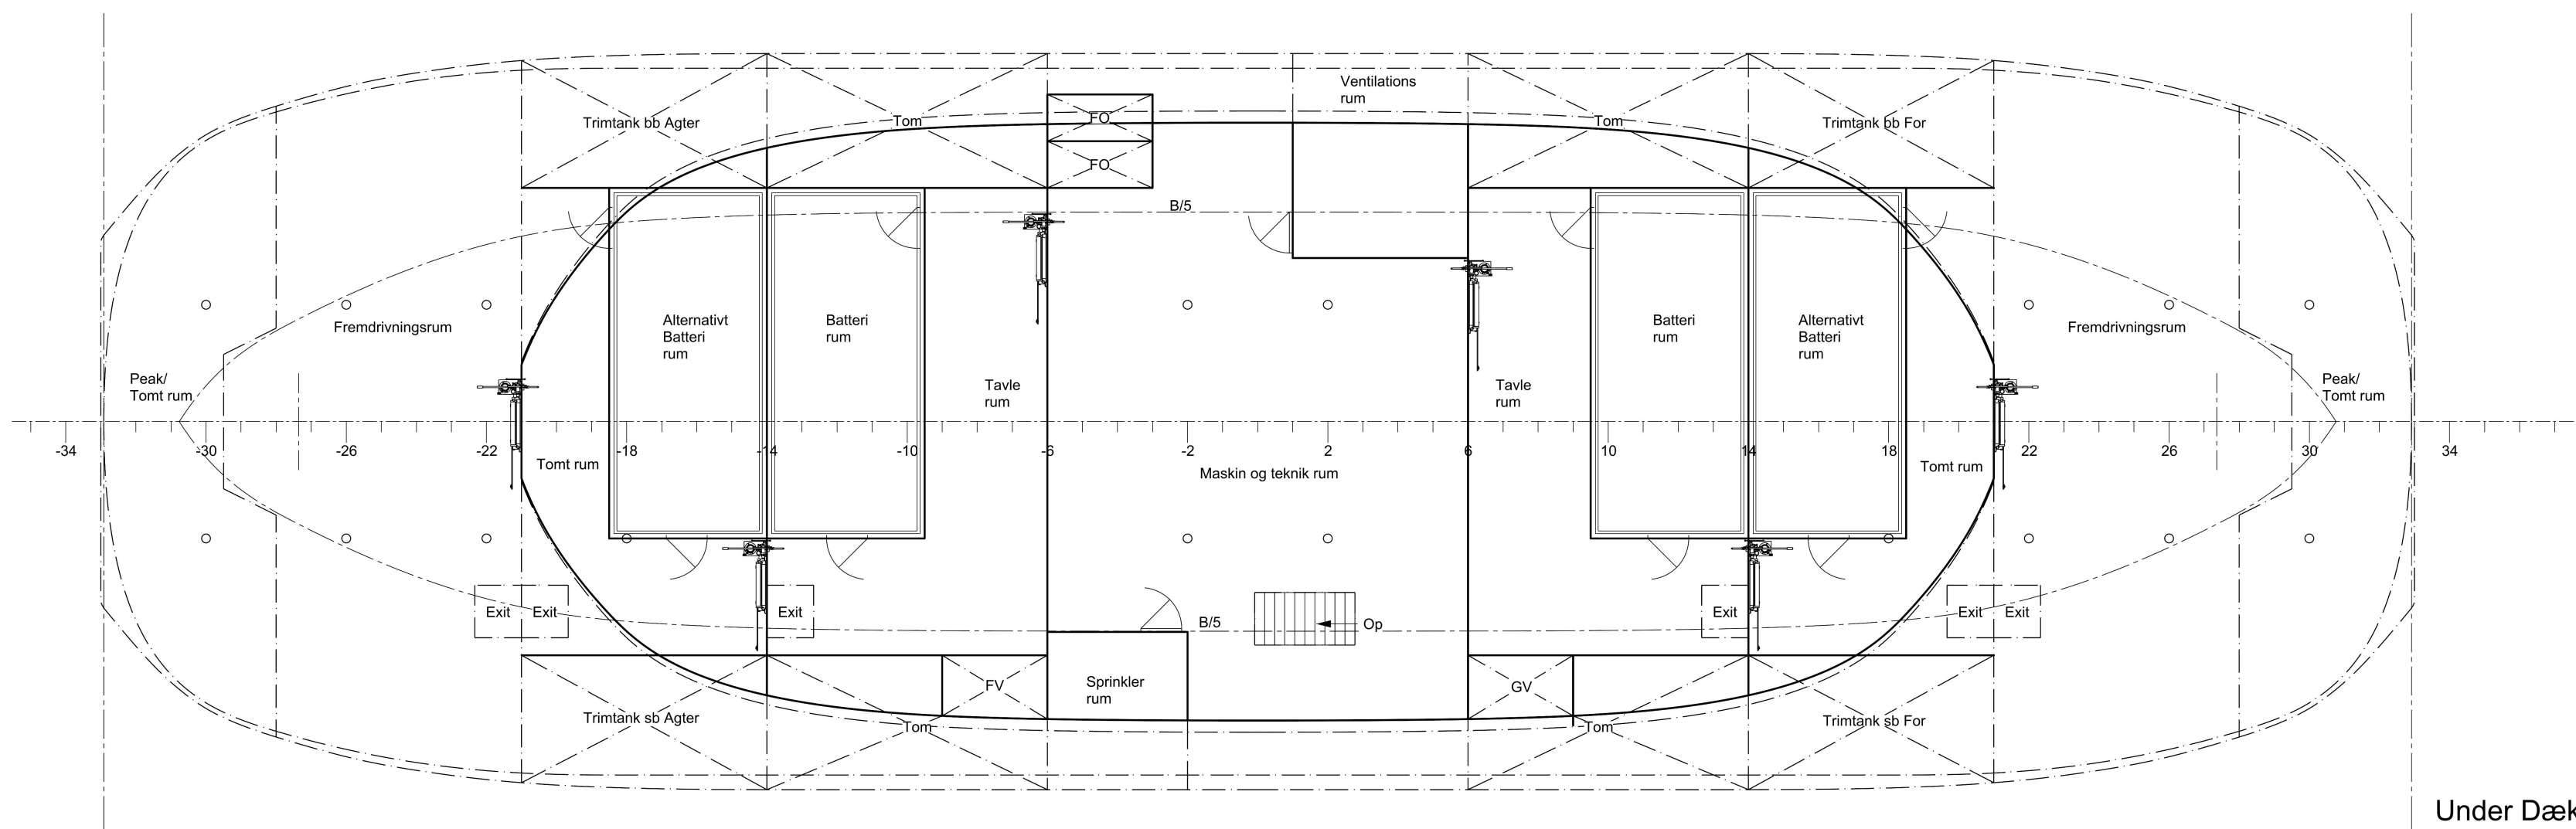 Ventilations
rum
Trimtank bb Agter
Tom
FO
Tom
Trimtank bb For
FO
B/5
Fremdrivningsrum
Alternativt
Batteri
rum
Batteri
rum
Batteri
rum
Alternativt
Batteri
rum
Fremdrivningsrum
Peak/
Tomt rum
Tavle
rum
Tavle
rum
Peak/
Tomt rum
-34 -30 -26 -22 -18 -14 -10 -6 -2 2 6 10 14 18 22 26 30 34
Tomt rum
Maskin og teknik rum
Tomt rum
Exit Exit
Exit
B/5
Op
Exit
Exit Exit
FV
Sprinkler
rum
GV
Trimtank sb Agter
Tom
Tom
Trimtank sb For
Under Dæk